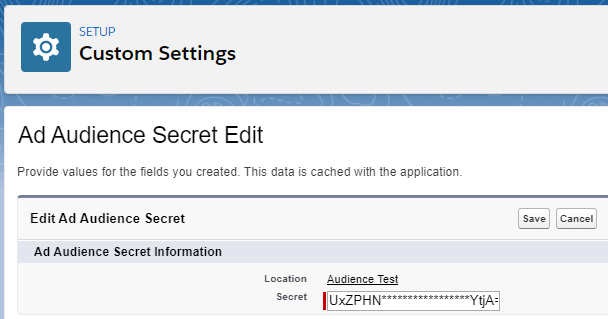 SETUP
Custom Settings
Ad Audience Secret Edit
Provide values for the fields you created. This data is cached with the application.
Edit Ad Audience Secret
Save Cancel
Ad Audience Secret Information
Location Audience Test
Secret UxZPHN*****************YtjA=